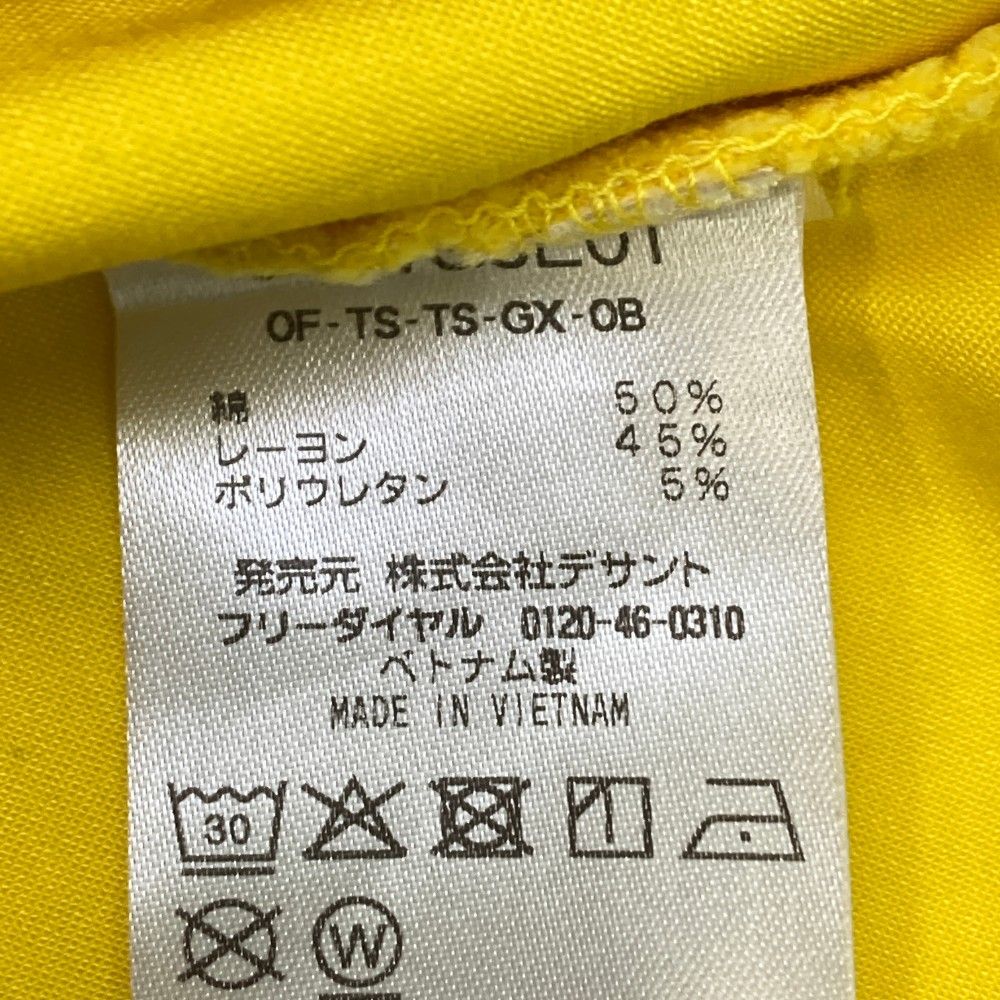 OF-TS-TS-GX-OB
綿 50%
レーヨン 45%
ポリウレタン 5%
発売元 株式会社デサント
フリーダイヤル 0120-46-0310
ベトナム製
MADE IN VIETNAM
30
W